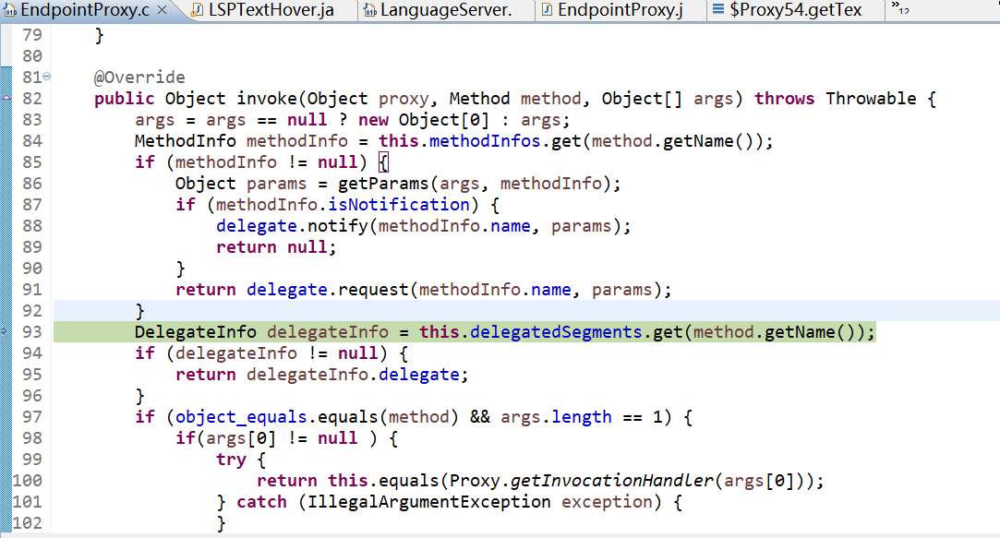 EndpointProxy.c LSPTextHover.ja LanguageServer. EndpointProxy.j $Proxy54.getTex »12
79 }
80
81 @Override
82 public Object invoke(Object proxy, Method method, Object[] args) throws Throwable {
83 args = args == null ? new Object[0] : args;
84 MethodInfo methodInfo = this.methodInfos.get(method.getName());
85 if (methodInfo != null) {
86 Object params = getParams(args, methodInfo);
87 if (methodInfo.isNotification) {
88 delegate.notify(methodInfo.name, params);
89 return null;
90 }
91 return delegate.request(methodInfo.name, params);
92 }
93 DelegateInfo delegateInfo = this.delegatedSegments.get(method.getName());
94 if (delegateInfo != null) {
95 return delegateInfo.delegate;
96 }
97 if (object_equals.equals(method) && args.length == 1) {
98 if(args[0] != null ) {
99 try {
100 return this.equals(Proxy.getInvocationHandler(args[0]));
101 } catch (IllegalArgumentException exception) {
102 }